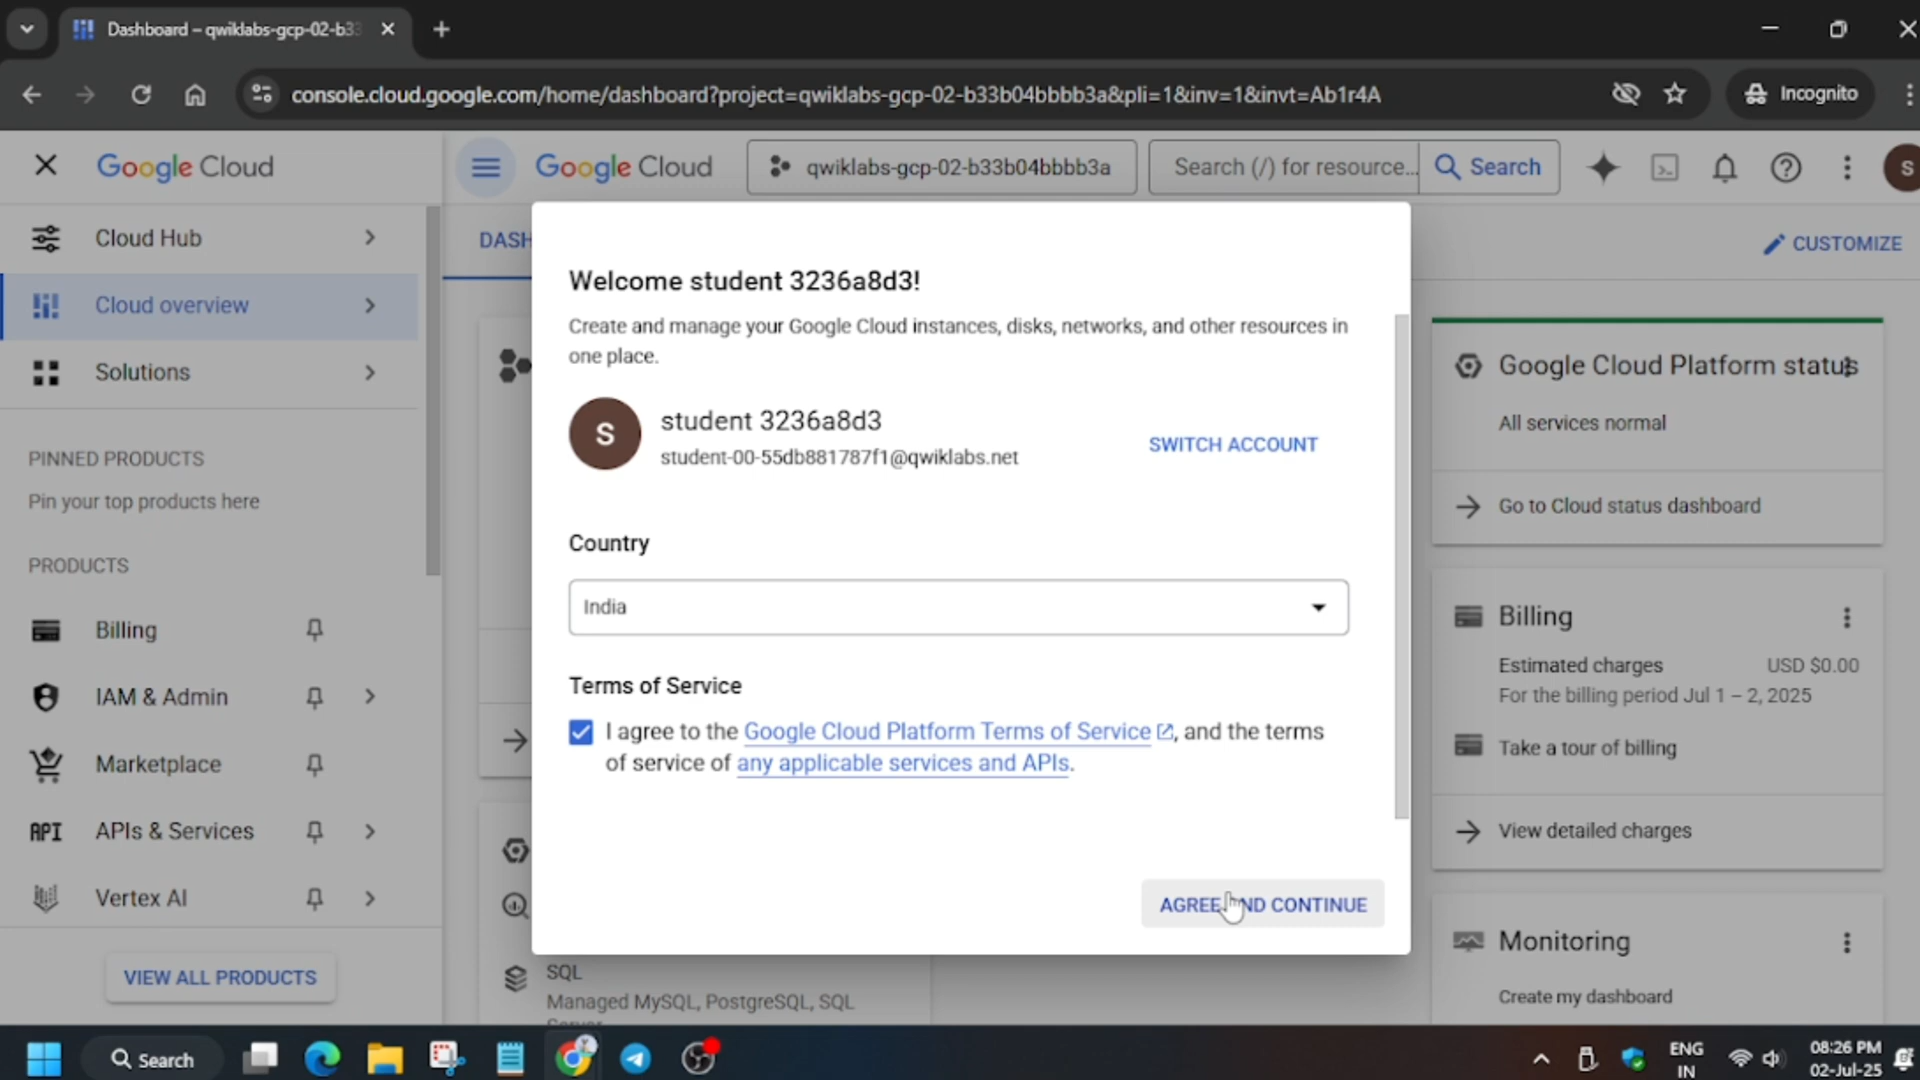 Dashboard – qwiklabs-gcp-02-b33
console.cloud.google.com/home/dashboard?project=qwiklabs-gcp-02-b33b04bbbb3a&pli=1&inv=1&invt=Ab1r4A
Incognito
Google Cloud
Google Cloud
qwiklabs-gcp-02-b33b04bbbb3a
Search (/) for resource...
Search
S
Cloud Hub
Cloud overview
Solutions
PINNED PRODUCTS
Pin your top products here
PRODUCTS
Billing
IAM & Admin
Marketplace
API APIs & Services
Vertex AI
VIEW ALL PRODUCTS
DASH
CUSTOMIZE
Welcome student 3236a8d3!
Create and manage your Google Cloud instances, disks, networks, and other resources in
one place.
S
student 3236a8d3
student-00-55db881787f1@qwiklabs.net
SWITCH ACCOUNT
Country
India
Terms of Service
I agree to the Google Cloud Platform Terms of Service, and the terms
of service of any applicable services and APIs.
AGREE AND CONTINUE
SQL
Managed MySQL, PostgreSQL, SQL
Google Cloud Platform status
All services normal
Go to Cloud status dashboard
Billing
Estimated charges USD $0.00
For the billing period Jul 1 – 2, 2025
Take a tour of billing
View detailed charges
Monitoring
Create my dashboard
Search
ENG
IN
08:26 PM
02-Jul-25